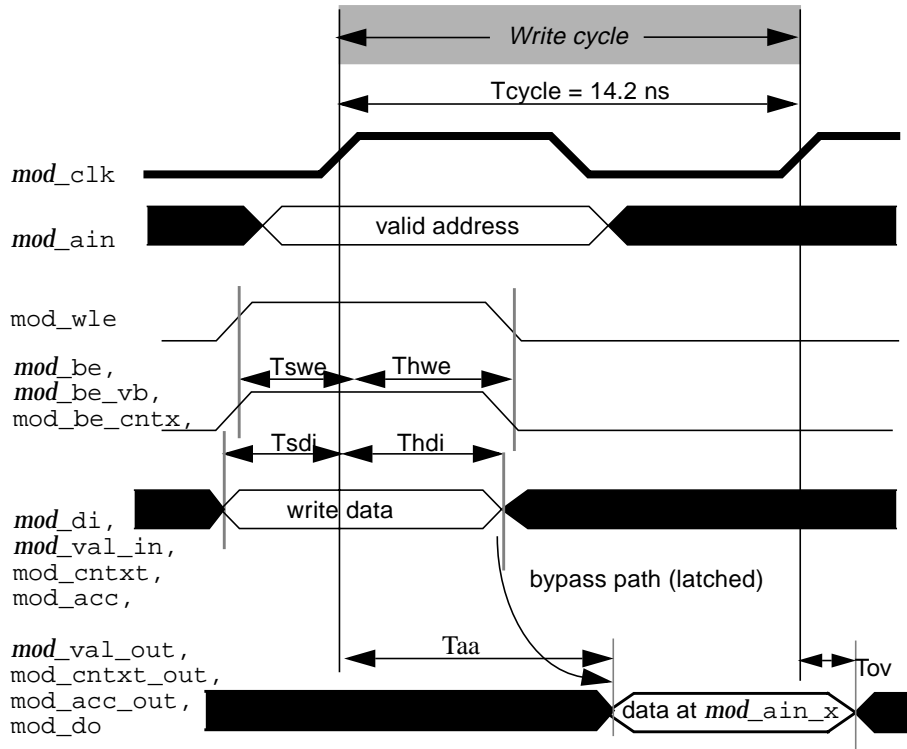 Write cycle
Tcycle = 14.2 ns
mod_clk
mod_ain
valid address
mod_wle
mod_be,
mod_be_vb,
mod_be_cntx,
Tswe
Thwe
Tsdi
Thdi
mod_di,
mod_val_in,
mod_cntxt,
mod_acc,
write data
bypass path (latched)
mod_val_out,
mod_cntxt_out,
mod_acc_out,
mod_do
Taa
Tov
data at mod_ain_x